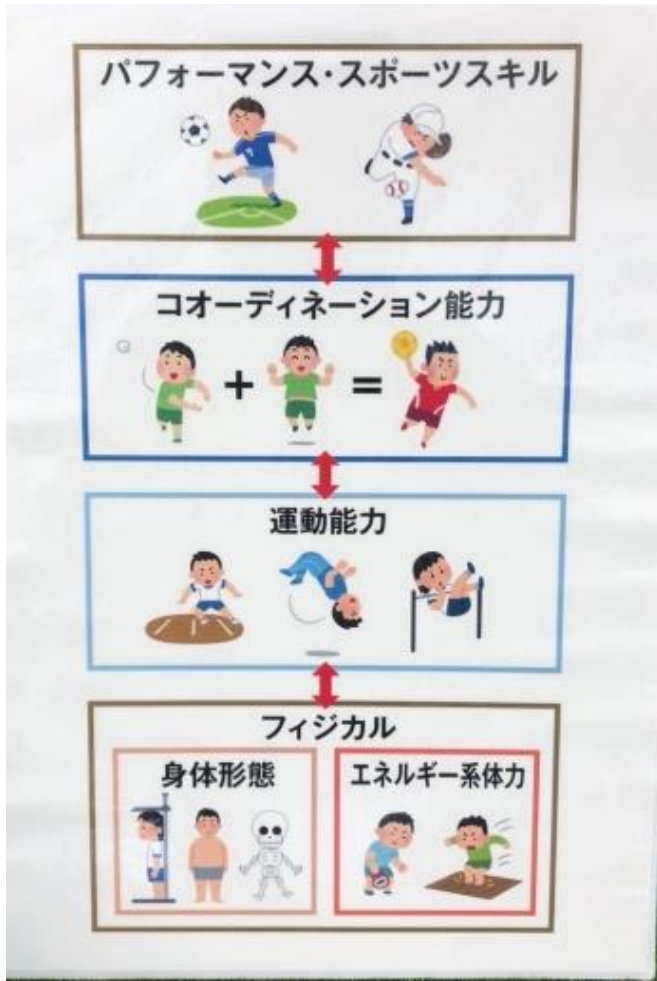 パフォーマンス・スポーツスキル
コオーディネーション能力
+ =
運動能力
フィジカル
身体形態
エネルギー系体力